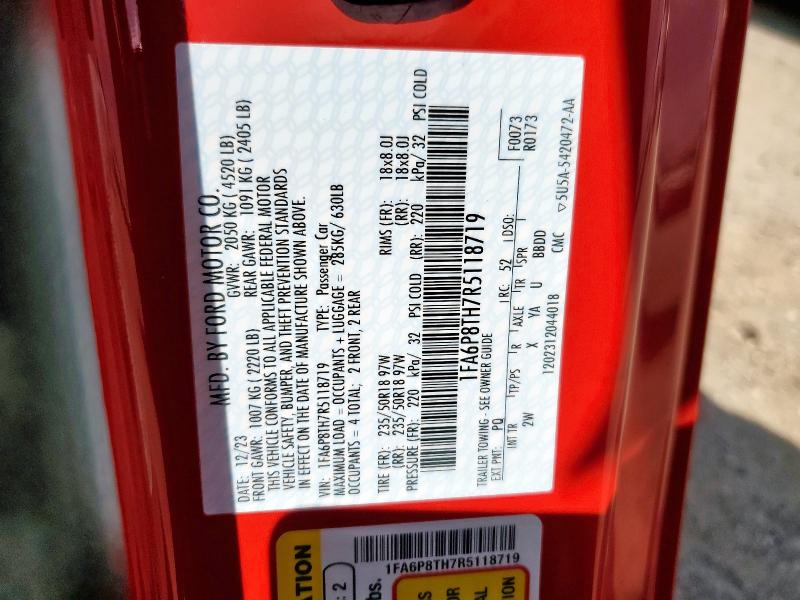 MFD. BY FORD MOTOR CO.
DATE: 12/23 GVWR: 2050 KG (4520 LB)
FRONT GAWR: 1007 KG (2220 LB) REAR GAWR: 1091 KG (2405 LB)
THIS VEHICLE CONFORMS TO ALL APPLICABLE FEDERAL MOTOR
VEHICLE SAFETY, BUMPER, AND THEFT PREVENTION STANDARDS
IN EFFECT ON THE DATE OF MANUFACTURE SHOWN ABOVE.
VIN: 1FA6P8TH7R5118719 TYPE: Passenger Car
MAXIMUM LOAD = OCCUPANTS + LUGGAGE = 285KG/ 630LB
OCCUPANTS = 4 TOTAL; 2 FRONT, 2 REAR
TIRE (FR): 235/50R18 97W RIMS (FR): 18x8.0J
(RR): 235/50R18 97W (RR): 18x8.0J
PRESSURE (FR): 220 kPa/ 32 PSI COLD (RR): 220 kPa/ 32 PSI COLD
1FA6P8TH7R5118719
TRAILER TOWING - SEE OWNER GUIDE
EXT PNT: PQ RC: 52 DSO: F0073
INT TR TP/PS R AXLE TR SPR R0173
2W X YA U BBDD
1202312044018 CMC ▽5U5A-5420472-AA
1FA6P8TH7R5118719
ATION
: 2
bs.
S
OR
AL
ION